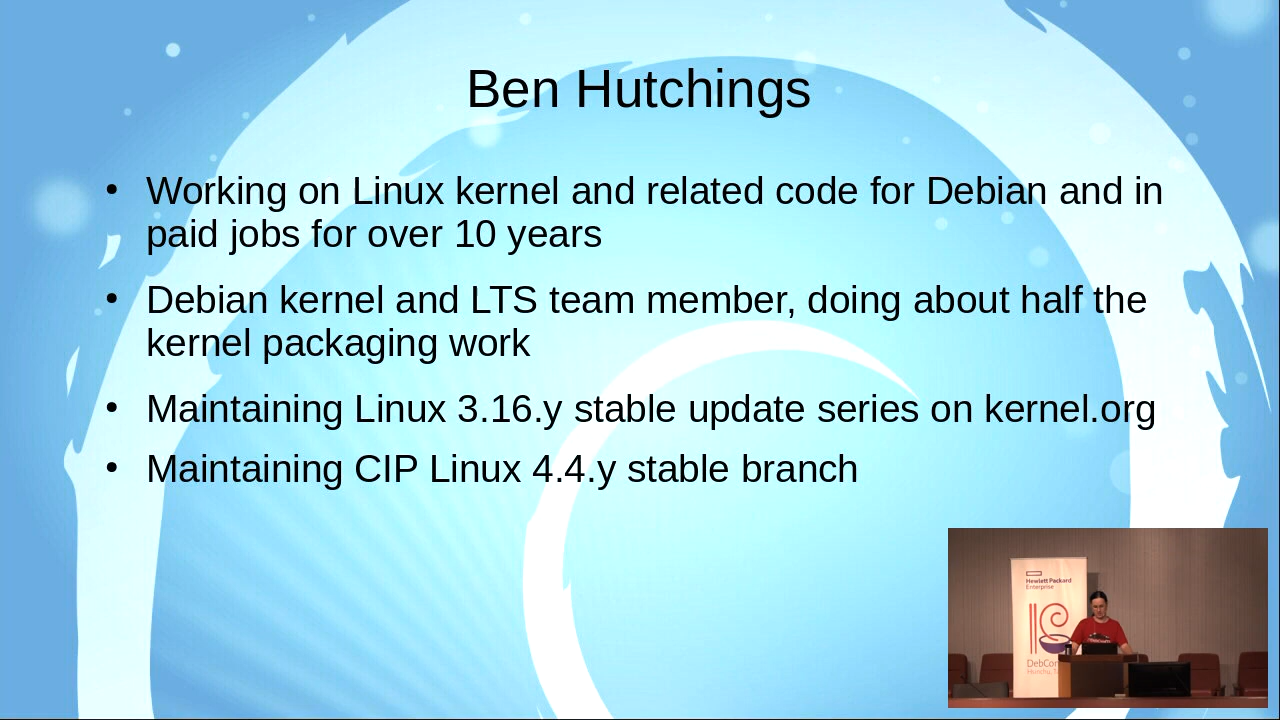 Ben Hutchings
• Working on Linux kernel and related code for Debian and in
paid jobs for over 10 years
• Debian kernel and LTS team member, doing about half the
kernel packaging work
• Maintaining Linux 3.16.y stable update series on kernel.org
• Maintaining CIP Linux 4.4.y stable branch
Hewlett Packard
Enterprise